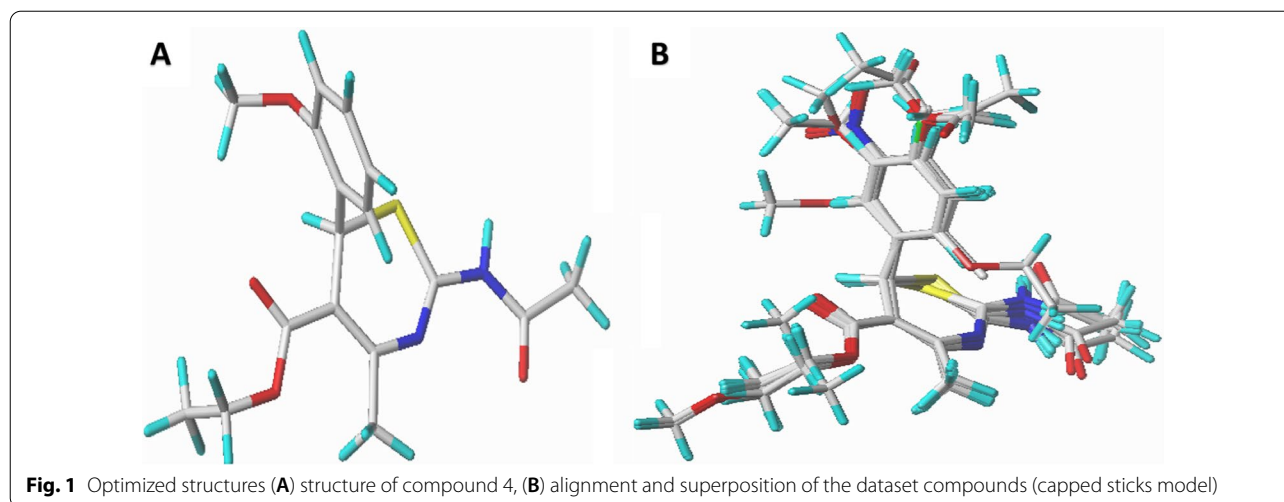 A
B
Fig. 1 Optimized structures (A) structure of compound 4, (B) alignment and superposition of the dataset compounds (capped sticks model)